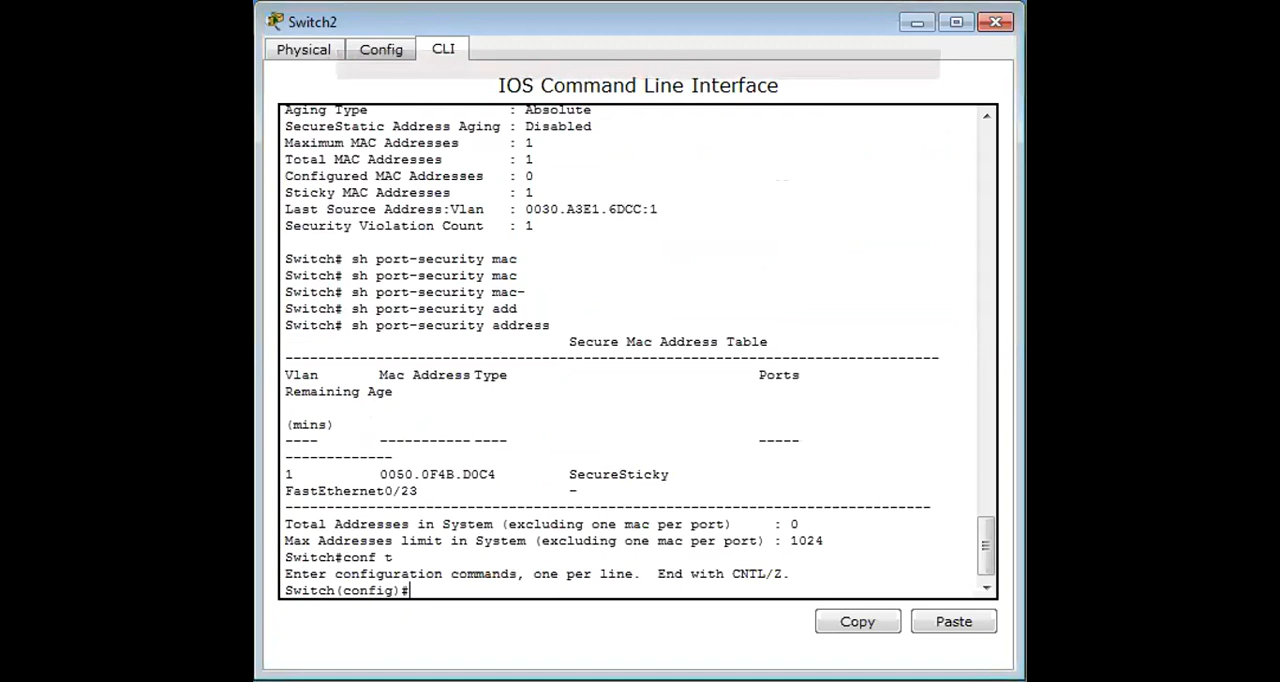 Switch2
Physical Config CLI
IOS Command Line Interface
Aging Type : Absolute
SecureStatic Address Aging : Disabled
Maximum MAC Addresses : 1
Total MAC Addresses : 1
Configured MAC Addresses : 0
Sticky MAC Addresses : 1
Last Source Address:Vlan : 0030.A3E1.6DCC:1
Security Violation Count : 1
Switch# sh port-security mac
Switch# sh port-security mac
Switch# sh port-security mac-
Switch# sh port-security add
Switch# sh port-security address
Secure Mac Address Table
-------------------------------------------------------------------------------
Vlan Mac Address Type Ports
Remaining Age
(mins)
---- ----------- ---- -----
-------------
1 0050.0F4B.D0C4 SecureSticky
FastEthernet0/23 -
------------------------------------------------------------------------------
Total Addresses in System (excluding one mac per port) : 0
Max Addresses limit in System (excluding one mac per port) : 1024
Switch#conf t
Enter configuration commands, one per line. End with CNTL/Z.
Switch(config)#
Copy Paste